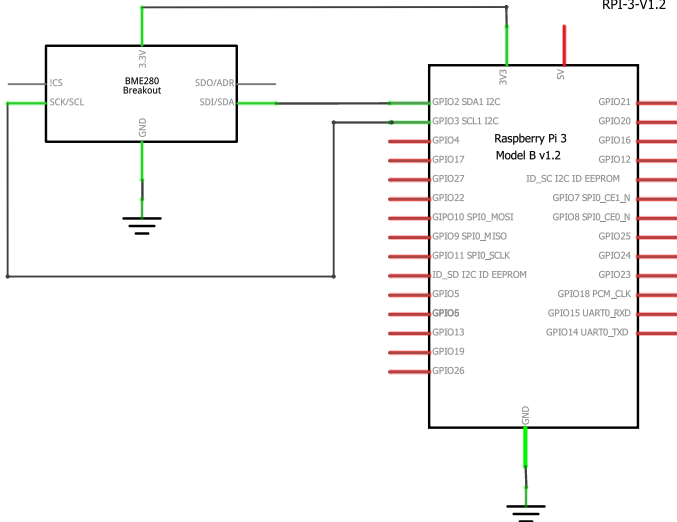 RPI-3-V1.2
3.3V
!CS
SCK/SCL
BME280
Breakout
SDO/ADR
SDI/SDA
GND
3V3
5V
GPIO2 SDA1 I2C
GPIO3 SCL1 I2C
GPIO4
GPIO17
GPIO27
GPIO22
GIPO10 SPI0_MOSI
GPIO9 SPI0_MISO
GPIO11 SPI0_SCLK
ID_SD I2C ID EEPROM
GPIO5
GPIO6
GPIO13
GPIO19
GPIO26
Raspberry Pi 3
Model B v1.2
GPIO21
GPIO20
GPIO16
GPIO12
ID_SC I2C ID EEPROM
GPIO7 SPI0_CE1_N
GPIO8 SPI0_CE0_N
GPIO25
GPIO24
GPIO23
GPIO18 PCM_CLK
GPIO15 UART0_RXD
GPIO14 UART0_TXD
GND